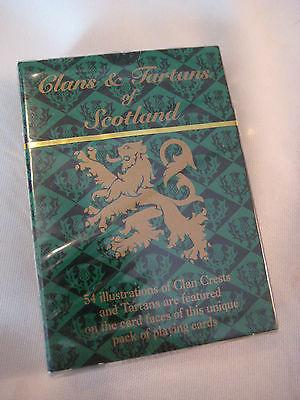 Clans & Tartans
of
Scotland
54 illustrations of Clan Crests
and Tartans are featured
on the card faces of this unique
pack of playing cards